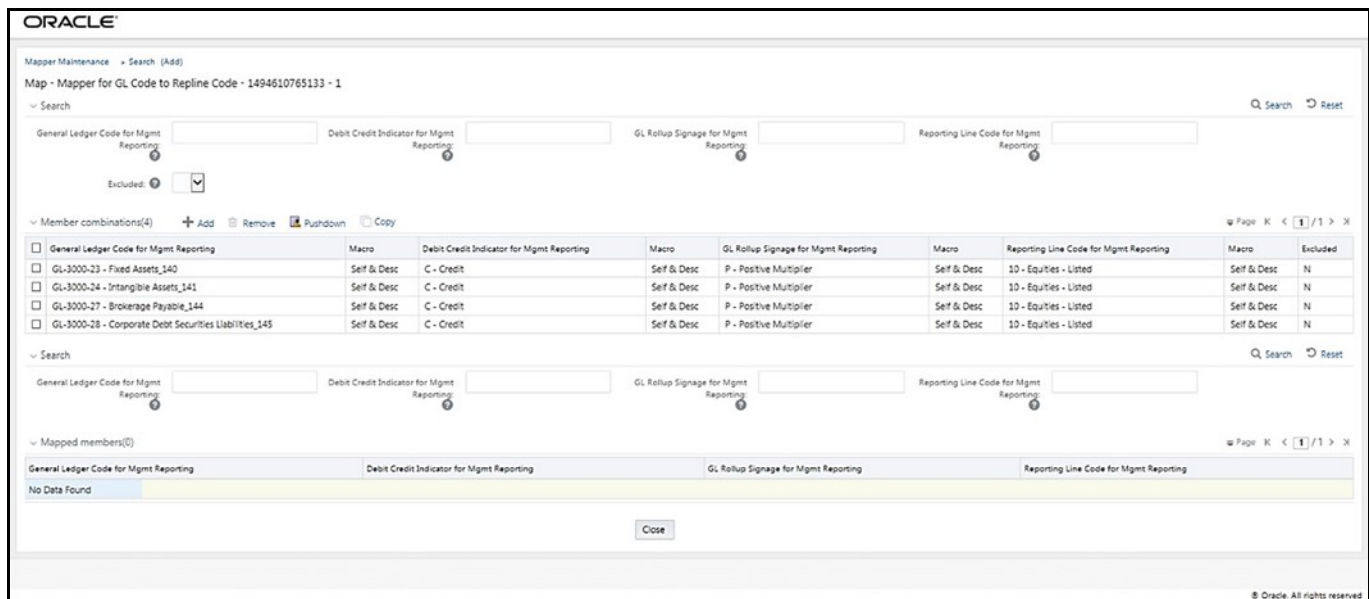 ORACLE
Mapper Maintenance » Search (Add)
Map - Mapper for GL Code to Repline Code - 1494610765133 - 1
Search
Search Reset
General Ledger Code for Mgmt Reporting:
Debit Credit Indicator for Mgmt Reporting:
GL Rollup Signage for Mgmt Reporting:
Reporting Line Code for Mgmt Reporting:
Excluded:
Member combinations(4) Add Remove Pushdown Copy Page 1 / 1
General Ledger Code for Mgmt Reporting Macro Debit Credit Indicator for Mgmt Reporting Macro GL Rollup Signage for Mgmt Reporting Macro Reporting Line Code for Mgmt Reporting Macro Excluded
GL-3000-23 - Fixed Assets_140 Self & Desc C - Credit Self & Desc P - Positive Multiplier Self & Desc 10 - Equities - Listed Self & Desc N
GL-3000-24 - Intangible Assets_141 Self & Desc C - Credit Self & Desc P - Positive Multiplier Self & Desc 10 - Equities - Listed Self & Desc N
GL-3000-27 - Brokerage Payable_144 Self & Desc C - Credit Self & Desc P - Positive Multiplier Self & Desc 10 - Equities - Listed Self & Desc N
GL-3000-28 - Corporate Debt Securities Liabilities_145 Self & Desc C - Credit Self & Desc P - Positive Multiplier Self & Desc 10 - Equities - Listed Self & Desc N
Search
Search Reset
General Ledger Code for Mgmt Reporting:
Debit Credit Indicator for Mgmt Reporting:
GL Rollup Signage for Mgmt Reporting:
Reporting Line Code for Mgmt Reporting:
Mapped members(0) Page 1 / 1
General Ledger Code for Mgmt Reporting Debit Credit Indicator for Mgmt Reporting GL Rollup Signage for Mgmt Reporting Reporting Line Code for Mgmt Reporting
No Data Found
Close
© Oracle. All rights reserved